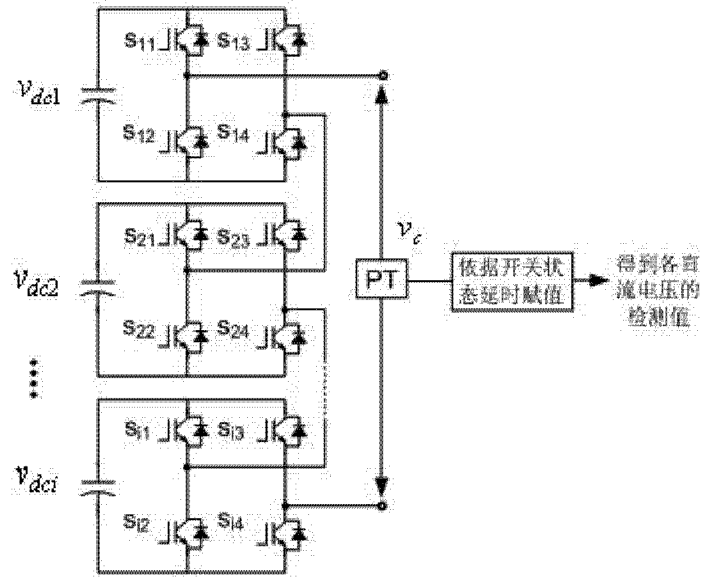 S11
S13
vdc1
S12
S14
S21
S23
vc
vdc2
PT
依据开关状
态延时赋值
得到各直
流电压的
检测值
S22
S24
Si1
Si3
vdci
Si2
Si4